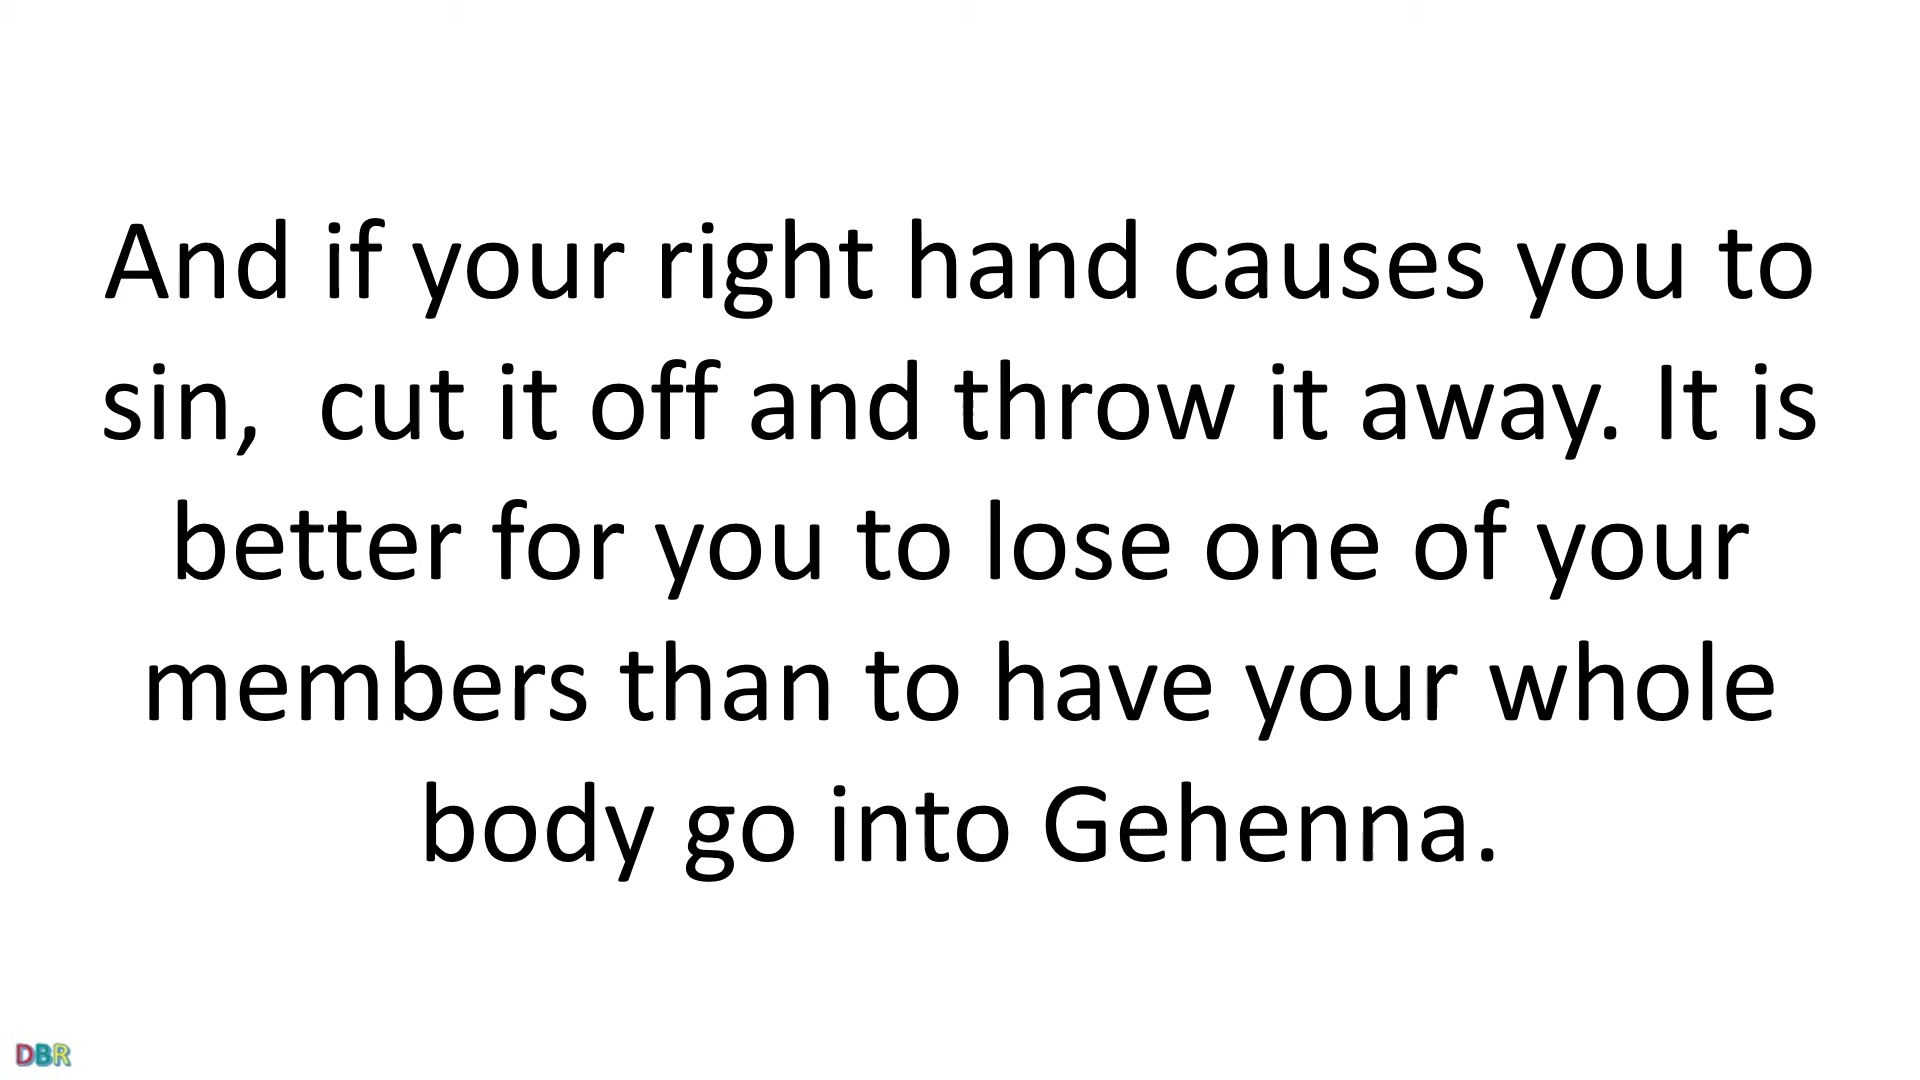 And if your right hand causes you to
sin,  cut it off and throw it away. It is
better for you to lose one of your
members than to have your whole
body go into Gehenna.
DBR